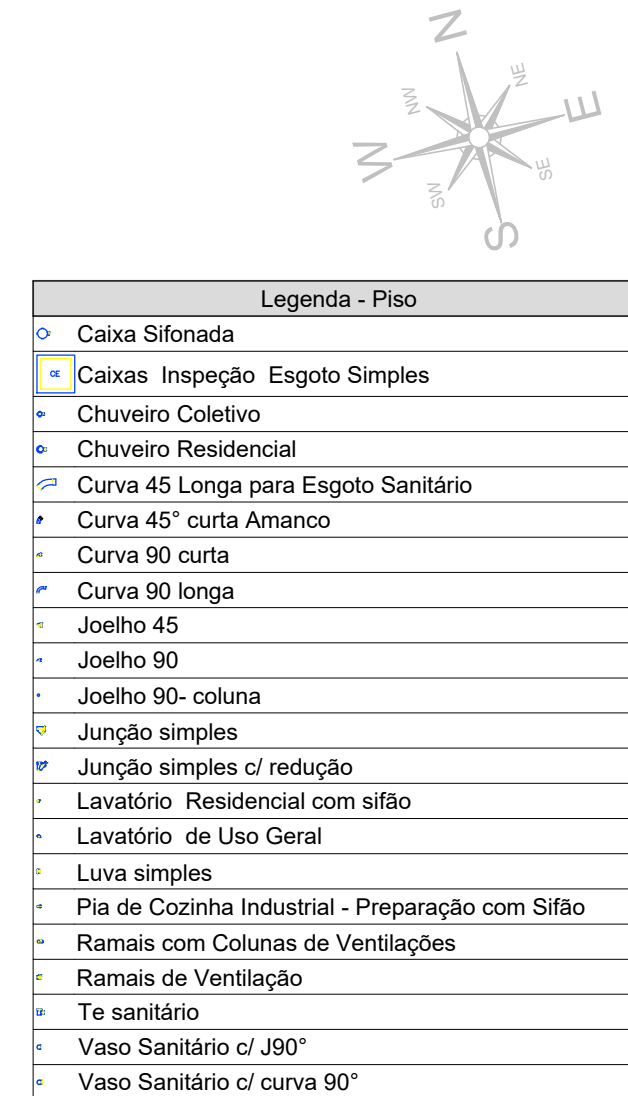 N
NE
NW
E
W
SE
SW
S
Legenda - Piso
Caixa Sifonada
CE Caixas Inspeção Esgoto Simples
Chuveiro Coletivo
Chuveiro Residencial
Curva 45 Longa para Esgoto Sanitário
Curva 45° curta Amanco
Curva 90 curta
Curva 90 longa
Joelho 45
Joelho 90
Joelho 90- coluna
Junção simples
Junção simples c/ redução
Lavatório Residencial com sifão
Lavatório de Uso Geral
Luva simples
Pia de Cozinha Industrial - Preparação com Sifão
Ramais com Colunas de Ventilações
Ramais de Ventilação
Te sanitário
Vaso Sanitário c/ J90°
Vaso Sanitário c/ curva 90°